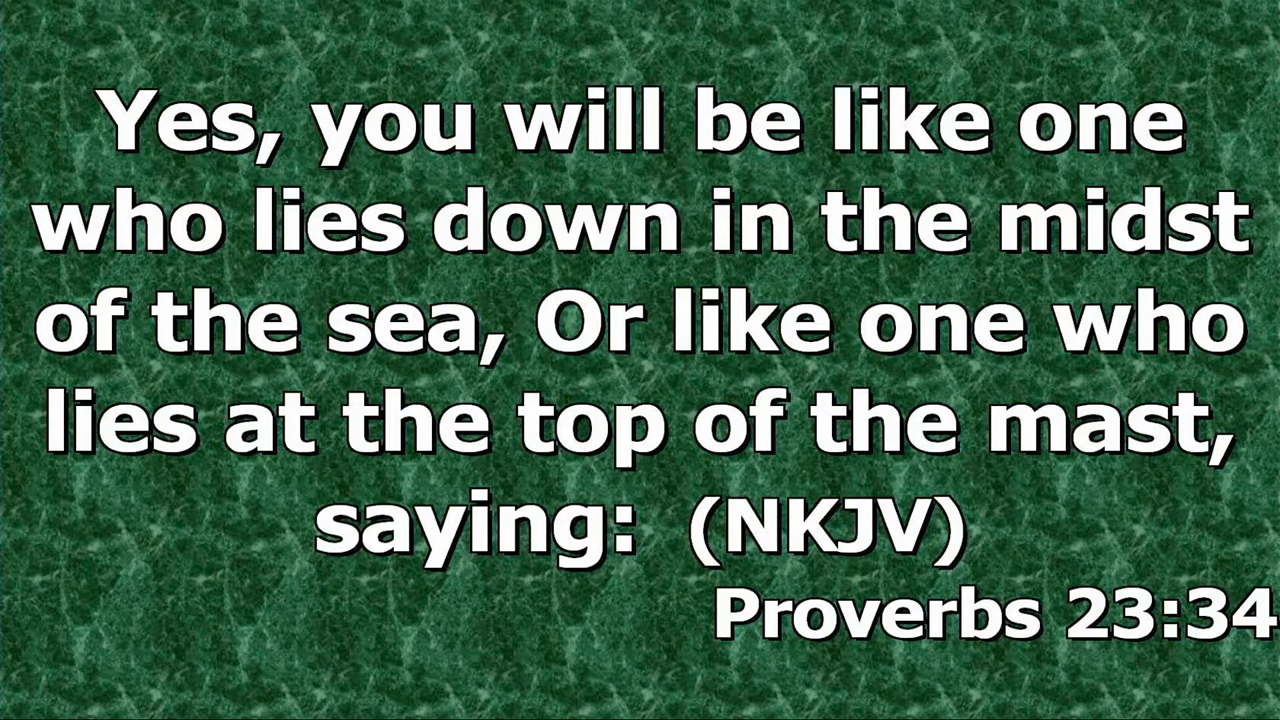 Yes, you will be like one
who lies down in the midst
of the sea, Or like one who
lies at the top of the mast,
saying:  (NKJV)
Proverbs 23:34